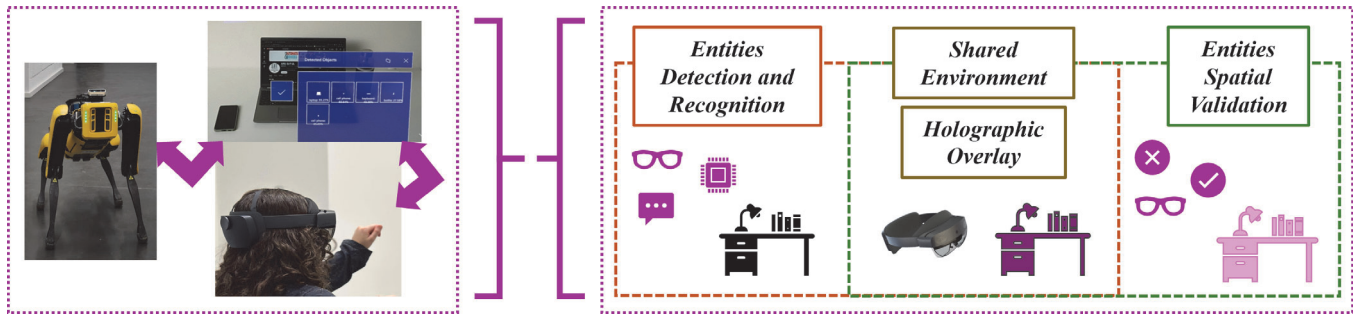 Detected Objects
Entities
Detection and
Recognition
Shared
Environment
Holographic
Overlay
Entities
Spatial
Validation